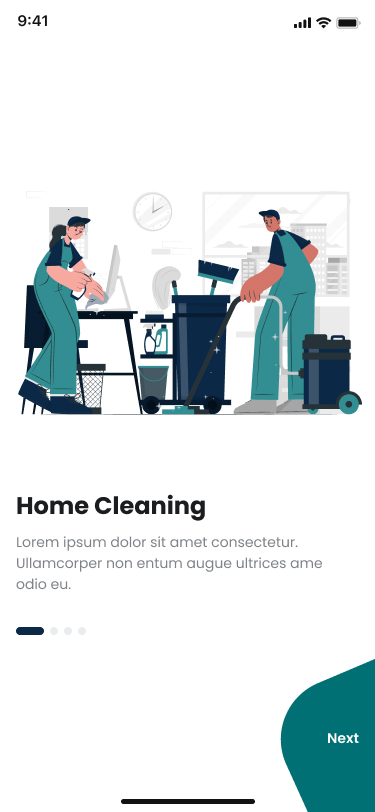 9:41
Home Cleaning
Lorem ipsum dolor sit amet consectetur.
Ullamcorper non entum augue ultrices ame
odio eu.
Next